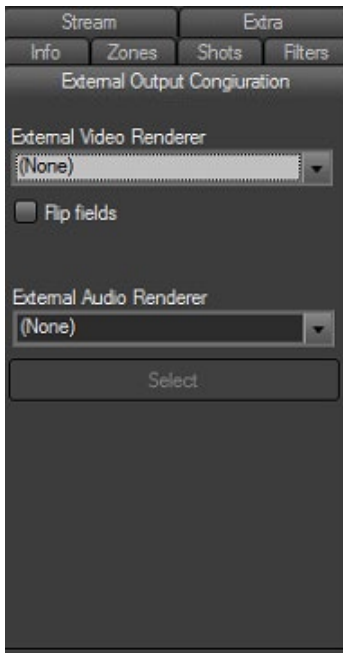 Stream Extra
Info Zones Shots Filters
External Output Congiuration
External Video Renderer
(None)
Flip fields
External Audio Renderer
(None)
Select